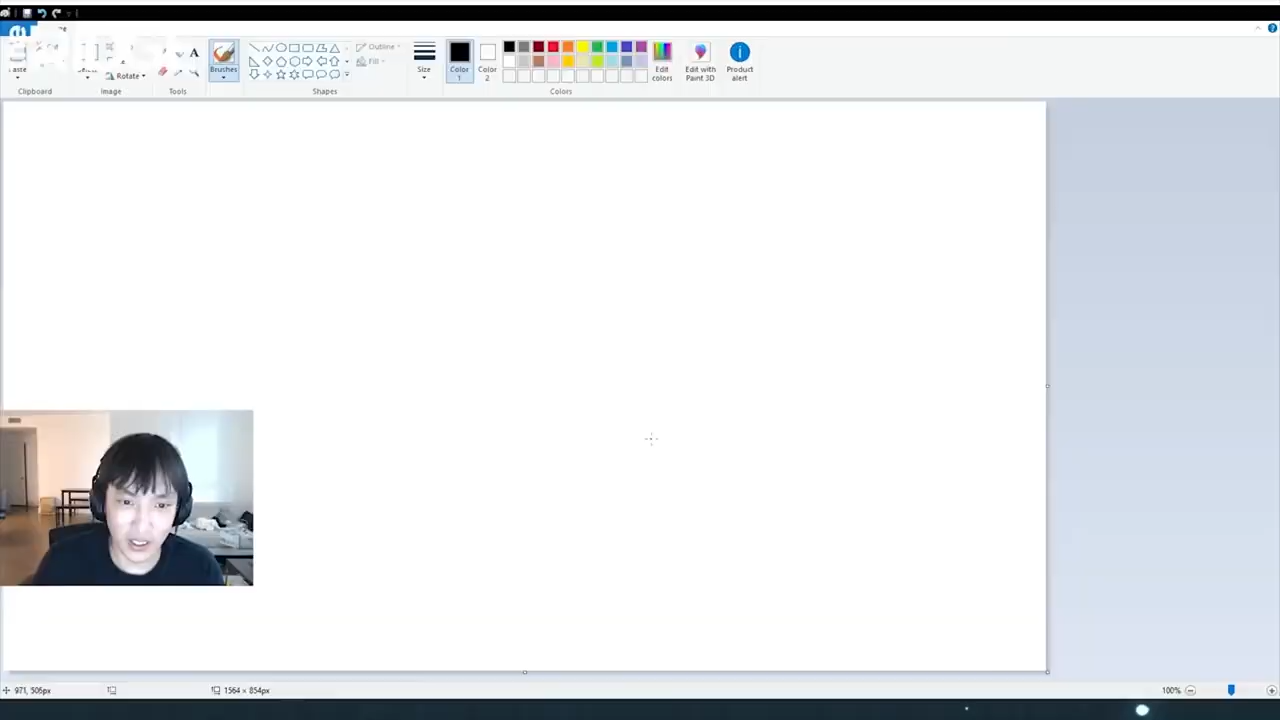 Outline
Fill
Rotate
Brushes
Size
Color 1
Color 2
Edit colors
Edit with Paint 3D
Product alert
Clipboard
Image
Tools
Shapes
Colors
971, 506px
1564 × 854px
100%